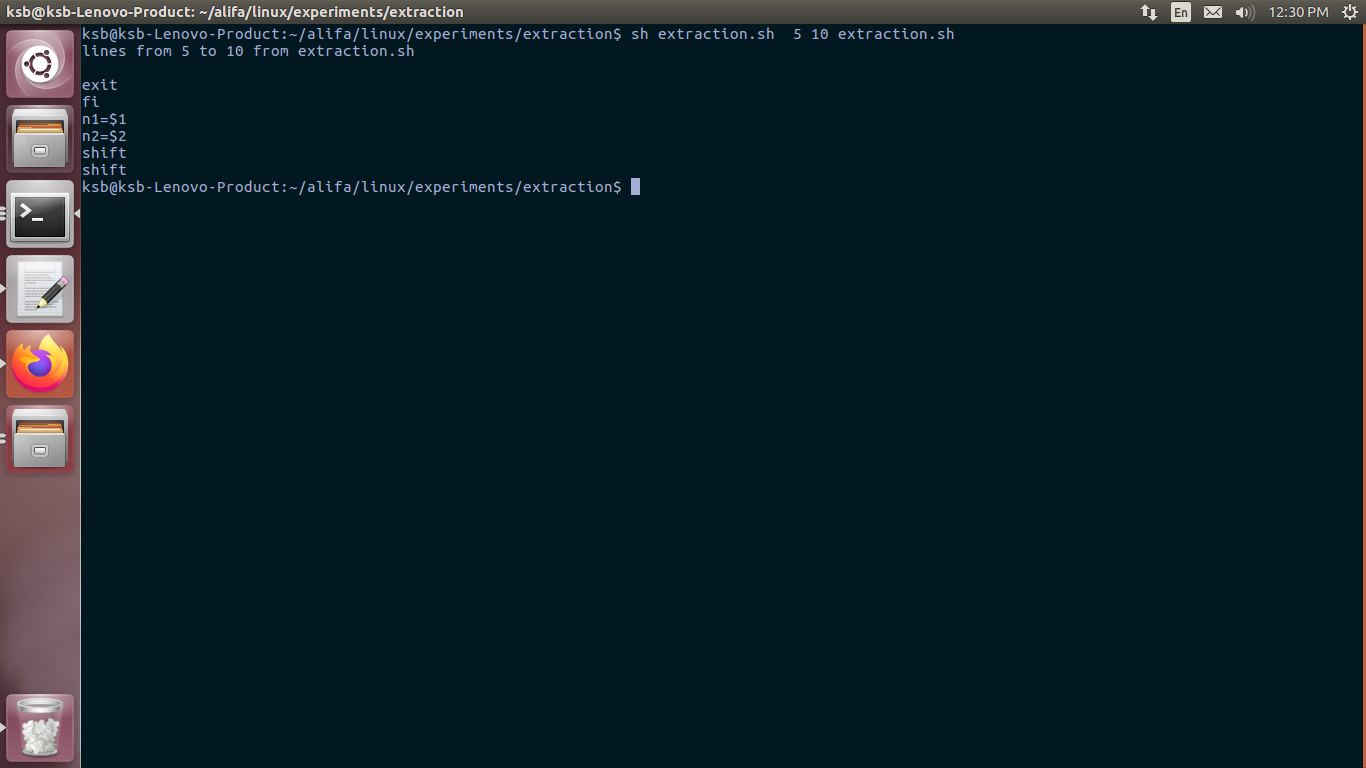 ksb@ksb-Lenovo-Product: ~/alifa/linux/experiments/extraction
En
12:30 PM
ksb@ksb-Lenovo-Product:~/alifa/linux/experiments/extraction$ sh extraction.sh  5 10 extraction.sh
lines from 5 to 10 from extraction.sh

exit
fi
n1=$1
n2=$2
shift
shift
ksb@ksb-Lenovo-Product:~/alifa/linux/experiments/extraction$